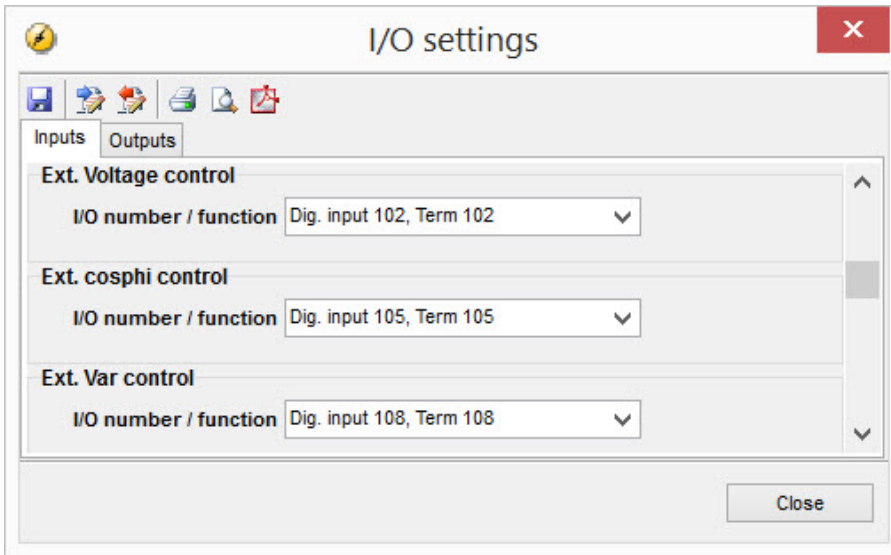 I/O settings
Inputs Outputs
Ext. Voltage control
I/O number / function Dig. input 102, Term 102
Ext. cosphi control
I/O number / function Dig. input 105, Term 105
Ext. Var control
I/O number / function Dig. input 108, Term 108
Close